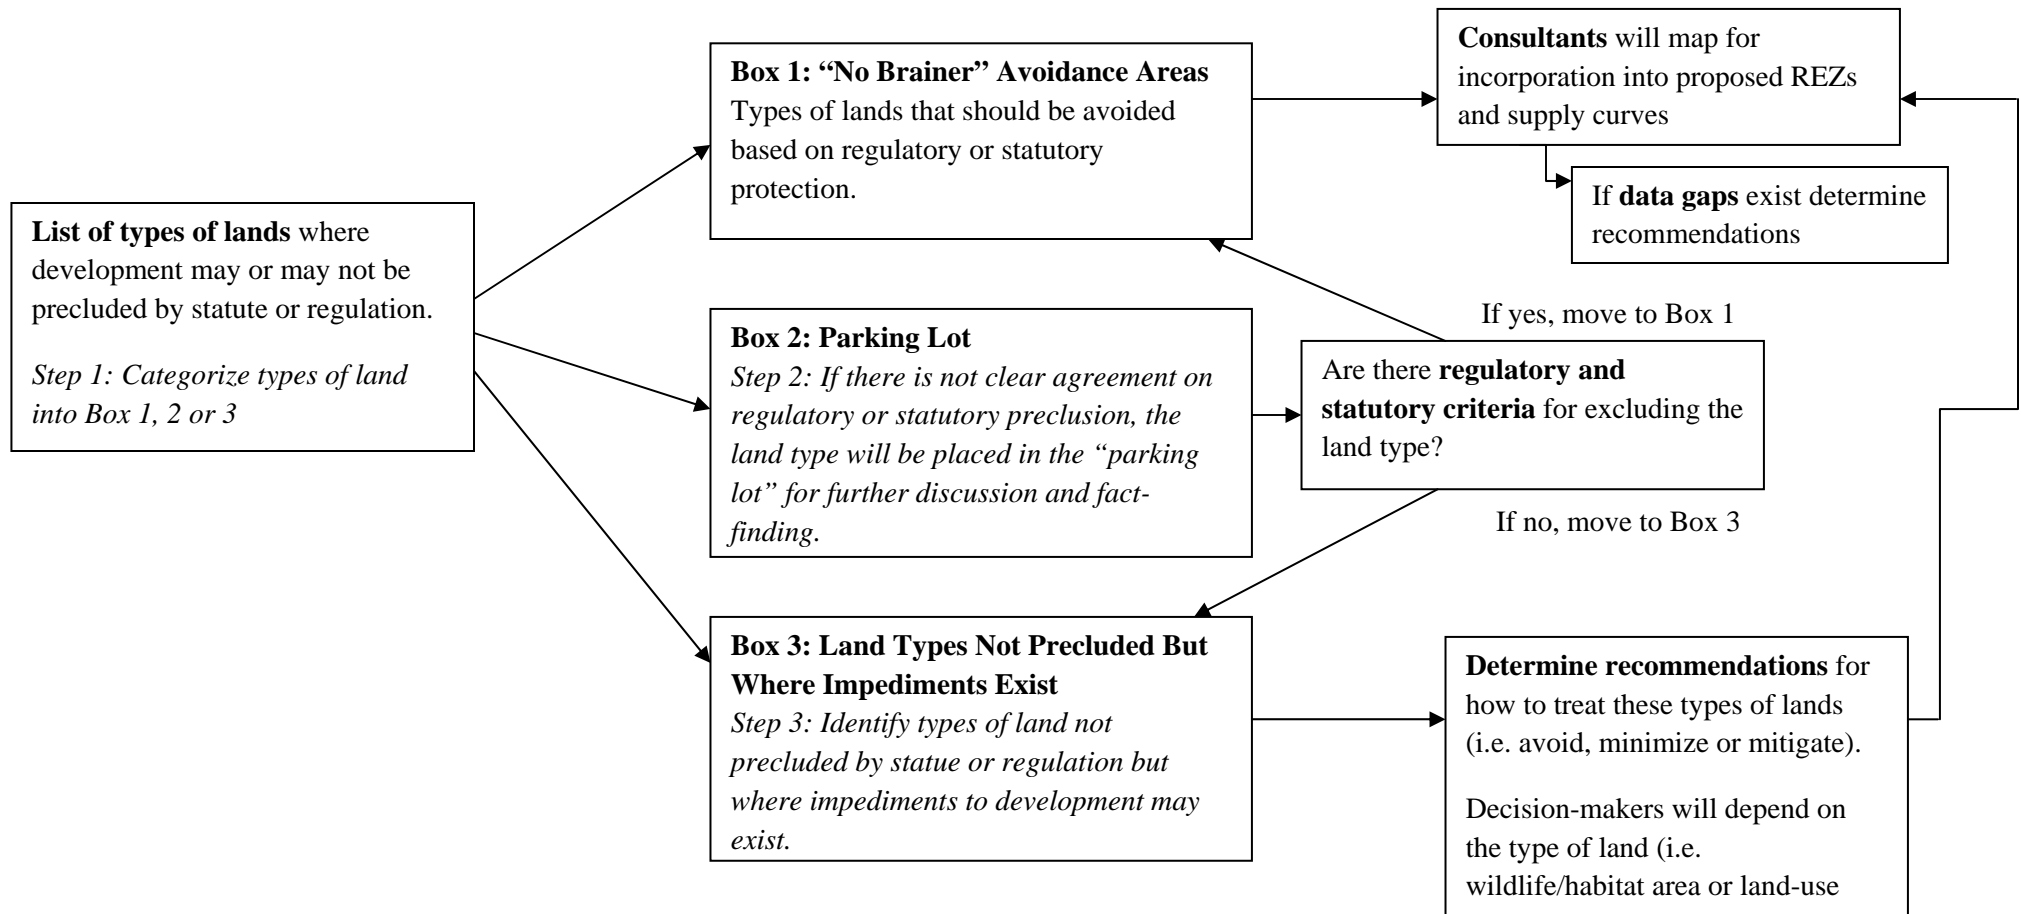 List of types of lands where
development may or may not be
precluded by statute or regulation.
Step 1: Categorize types of land
into Box 1, 2 or 3
Box 1: “No Brainer” Avoidance Areas
Types of lands that should be avoided
based on regulatory or statutory
protection.
Box 2: Parking Lot
Step 2: If there is not clear agreement on
regulatory or statutory preclusion, the
land type will be placed in the “parking
lot” for further discussion and fact-
finding.
Box 3: Land Types Not Precluded But
Where Impediments Exist
Step 3: Identify types of land not
precluded by statue or regulation but
where impediments to development may
exist.
Consultants will map for
incorporation into proposed REZs
and supply curves
If data gaps exist determine
recommendations
If yes, move to Box 1
Are there regulatory and
statutory criteria for excluding the
land type?
If no, move to Box 3
Determine recommendations for
how to treat these types of lands
(i.e. avoid, minimize or mitigate).
Decision-makers will depend on
the type of land (i.e.
wildlife/habitat area or land-use